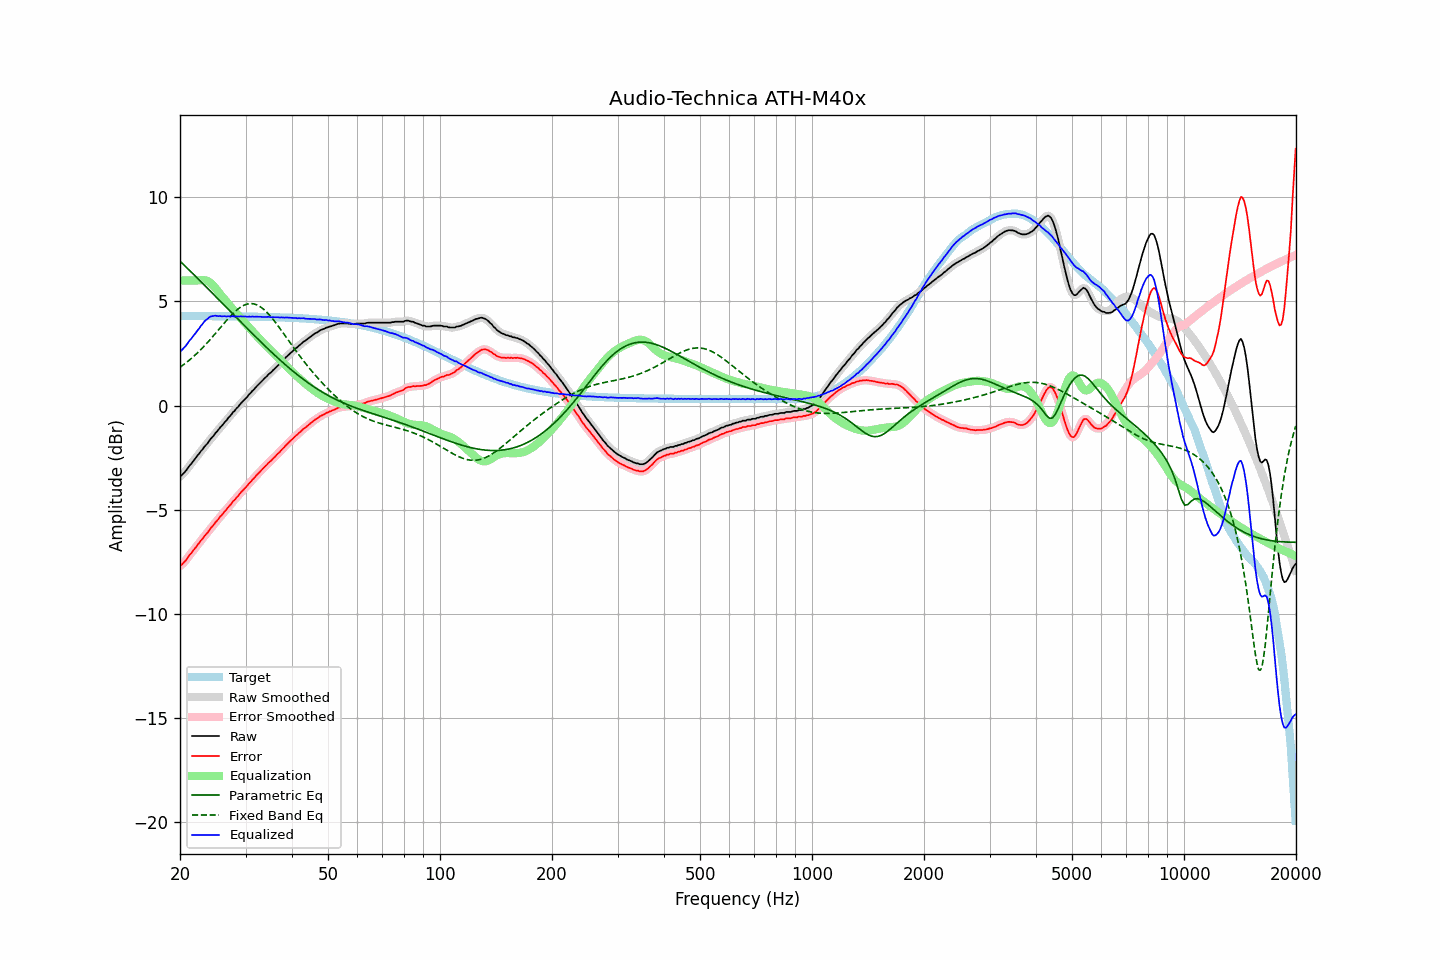 Audio-Technica ATH-M40x
Amplitude (dBr)
10
5
0
−5
−10
−15
−20
Target
Raw Smoothed
Error Smoothed
Raw
Error
Equalization
Parametric Eq
Fixed Band Eq
Equalized
20 50 100 200 500 1000 2000 5000 10000 20000
Frequency (Hz)